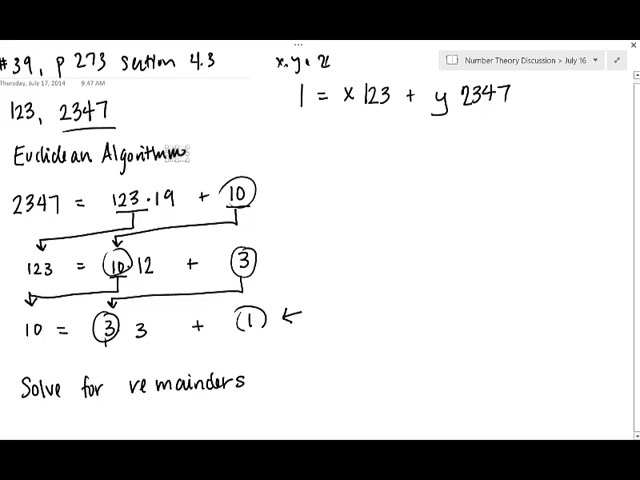 #39, p 273 section 4.3
x, y ∈ ℤ
Number Theory Discussion > July 16
Thursday, July 17, 2014 9:47 AM
1 = x 123 + y 2347
123, 2347
Euclidean Algorithm
2347 = 123 · 19 + 10
123 = 10 · 12 + 3
10 = 3 3 + 1 ←
Solve for remainders